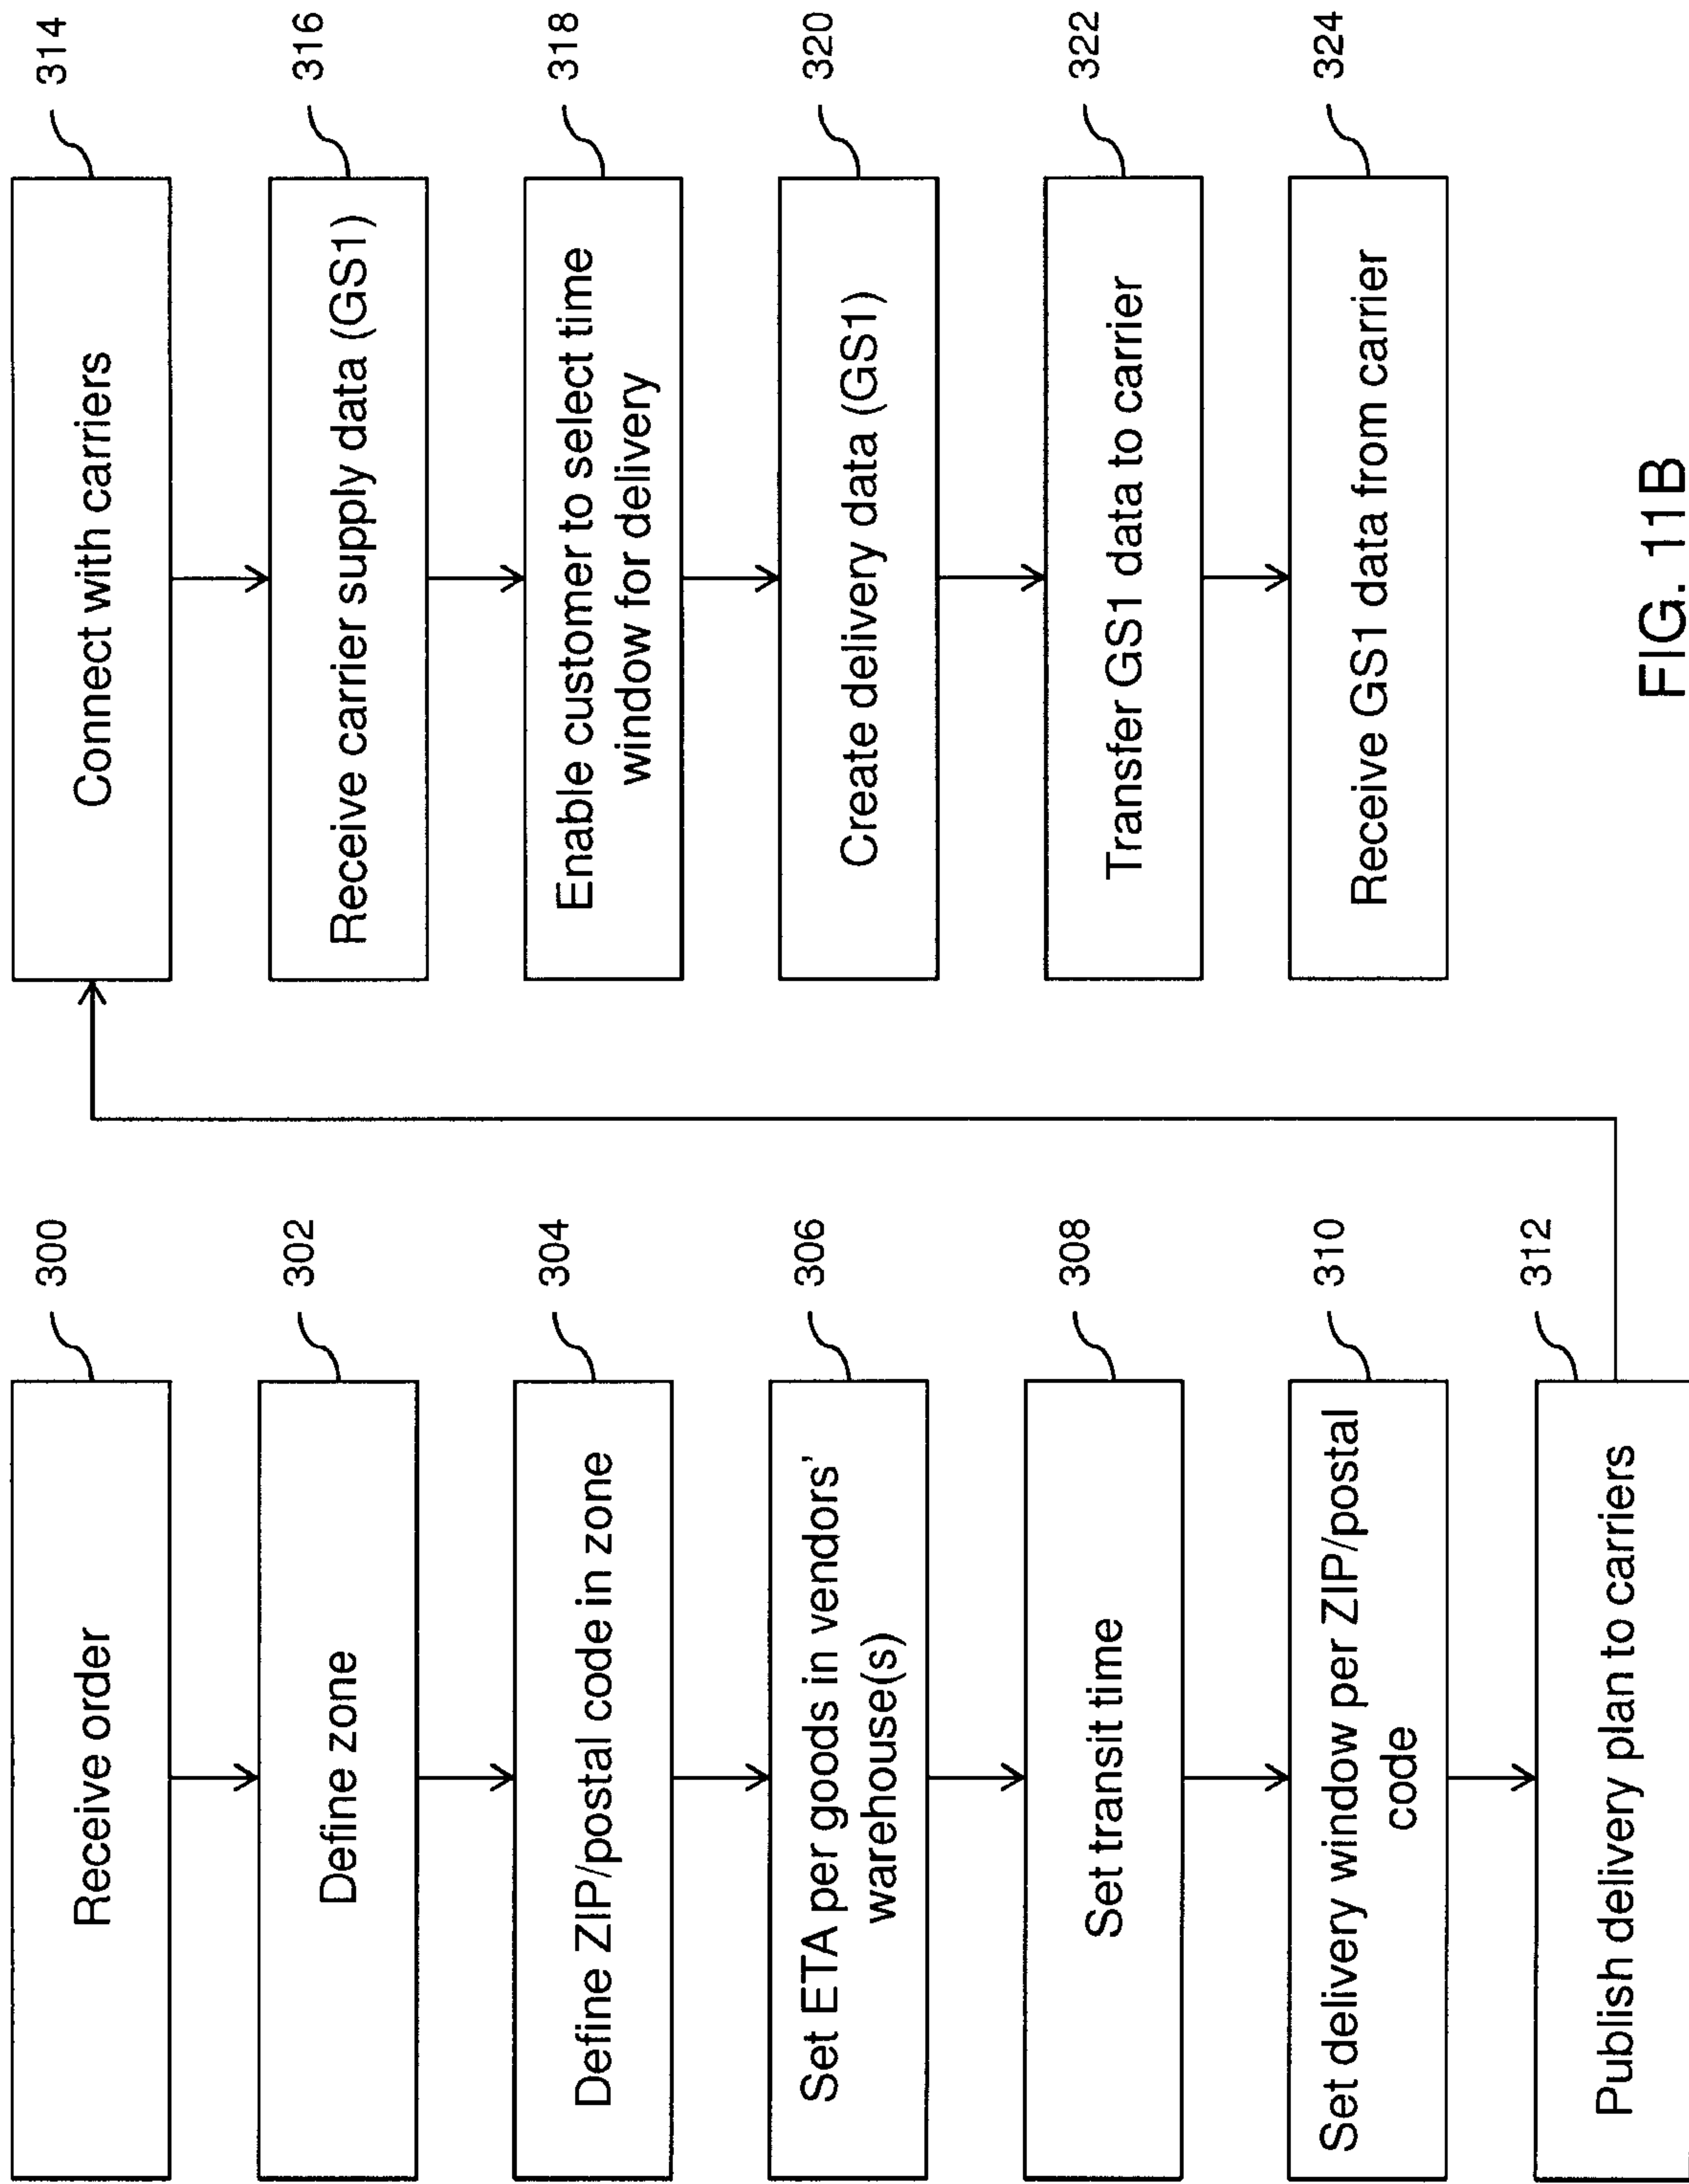 300
Receive order
302
Define zone
304
Define ZIP/postal code in zone
306
Set ETA per goods in vendors'
warehouse(s)
308
Set transit time
310
Set delivery window per ZIP/postal
code
312
Publish delivery plan to carriers
314
Connect with carriers
316
Receive carrier supply data (GS1)
318
Enable customer to select time
window for delivery
320
Create delivery data (GS1)
322
Transfer GS1 data to carrier
324
Receive GS1 data from carrier
FIG. 11B